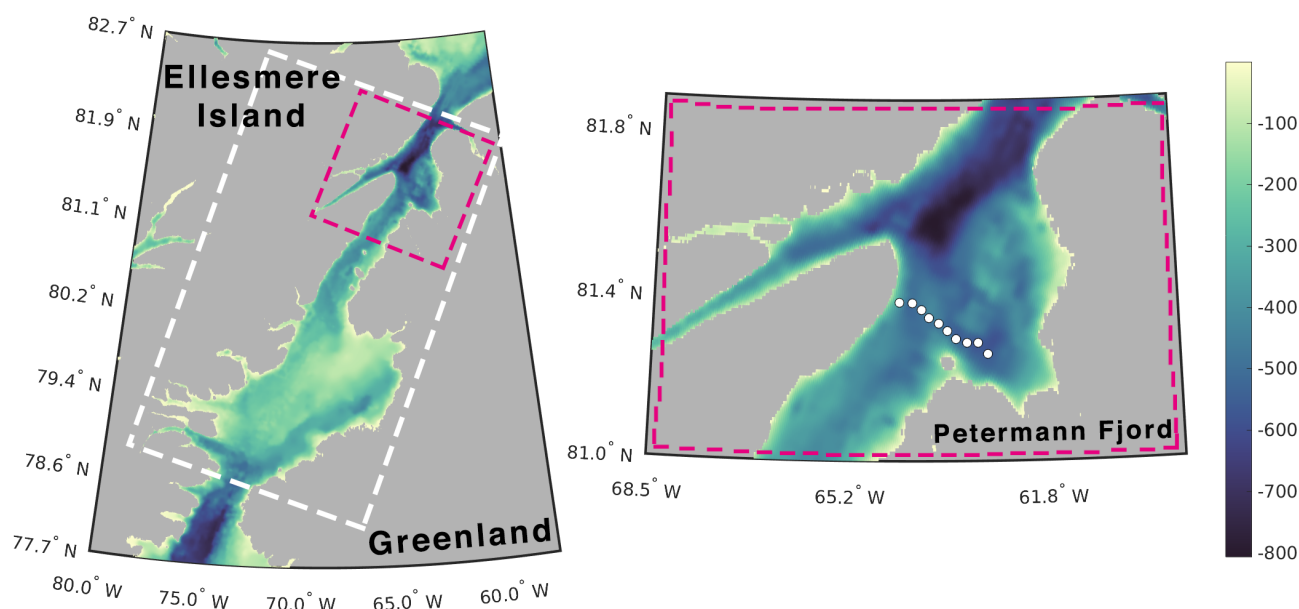 82.7° N
81.9° N
81.1° N
80.2° N
79.4° N
78.6° N
77.7° N
80.0° W
75.0° W
70.0° W
65.0° W
60.0° W
Ellesmere
Island
Greenland
81.8° N
81.4° N
81.0° N
68.5° W
65.2° W
61.8° W
Petermann Fjord
-100
-200
-300
-400
-500
-600
-700
-800